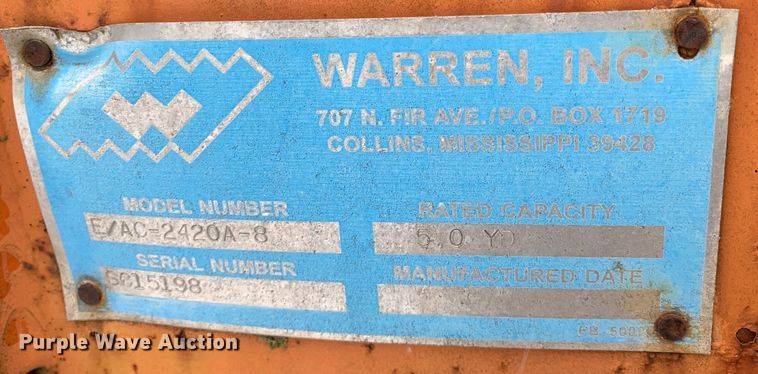 WARREN, INC.
707 N. FIR AVE./P.O. BOX 1719
COLLINS, MISSISSIPPI 39428
MODEL NUMBER
E/AC-2420A-8
RATED CAPACITY
5.0 YD
SERIAL NUMBER
MANUFACTURED DATE
Purple Wave Auction